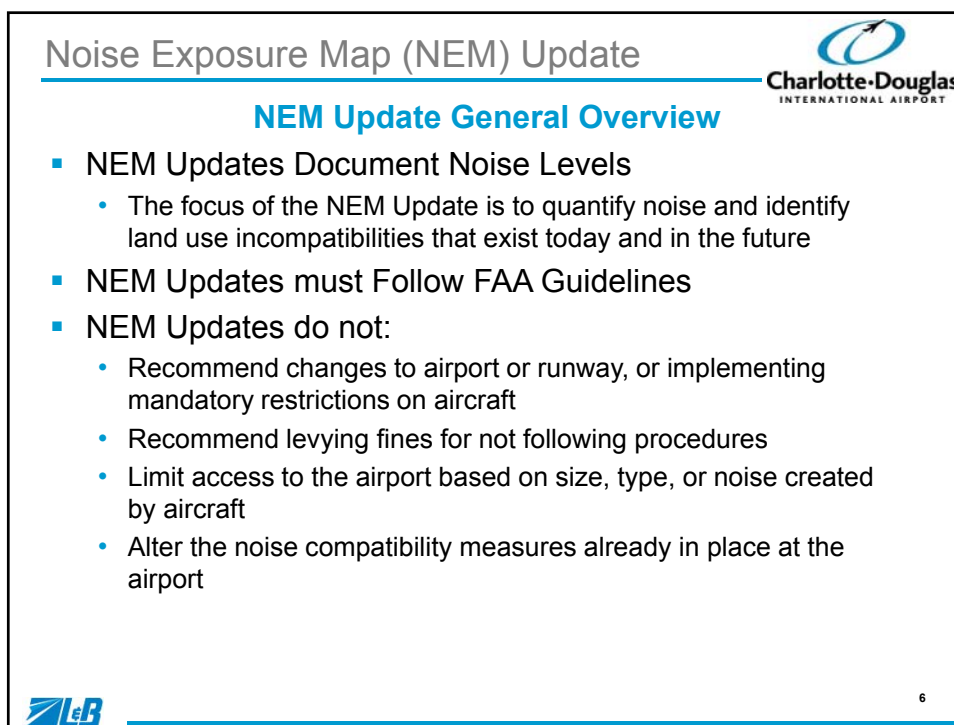 Noise Exposure Map (NEM) Update
Charlotte•Douglas
INTERNATIONAL AIRPORT
NEM Update General Overview
▪ NEM Updates Document Noise Levels
• The focus of the NEM Update is to quantify noise and identify
land use incompatibilities that exist today and in the future
▪ NEM Updates must Follow FAA Guidelines
▪ NEM Updates do not:
• Recommend changes to airport or runway, or implementing
mandatory restrictions on aircraft
• Recommend levying fines for not following procedures
• Limit access to the airport based on size, type, or noise created
by aircraft
• Alter the noise compatibility measures already in place at the
airport
L&B
6